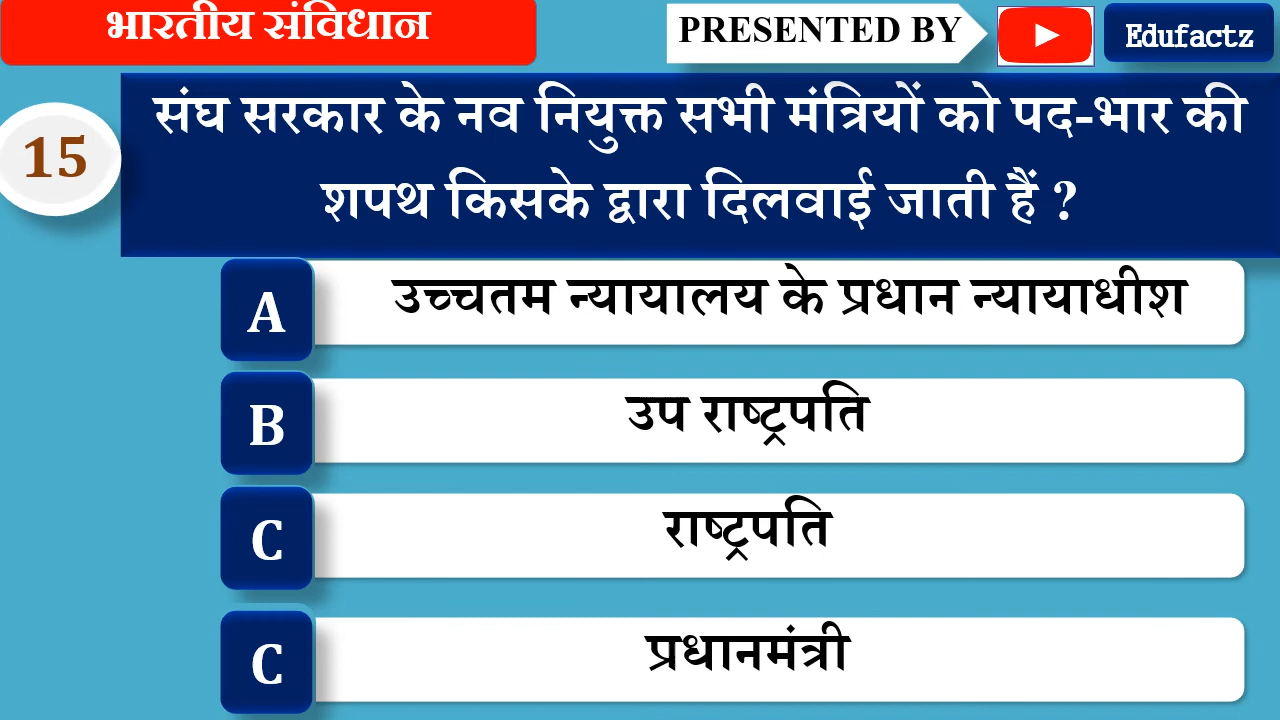 भारतीय संविधान
PRESENTED BY
Edufactz
15
संघ सरकार के नव नियुक्त सभी मंत्रियों को पद-भार की
शपथ किसके द्वारा दिलवाई जाती हैं ?
A उच्चतम न्यायालय के प्रधान न्यायाधीश
B उप राष्ट्रपति
C राष्ट्रपति
C प्रधानमंत्री